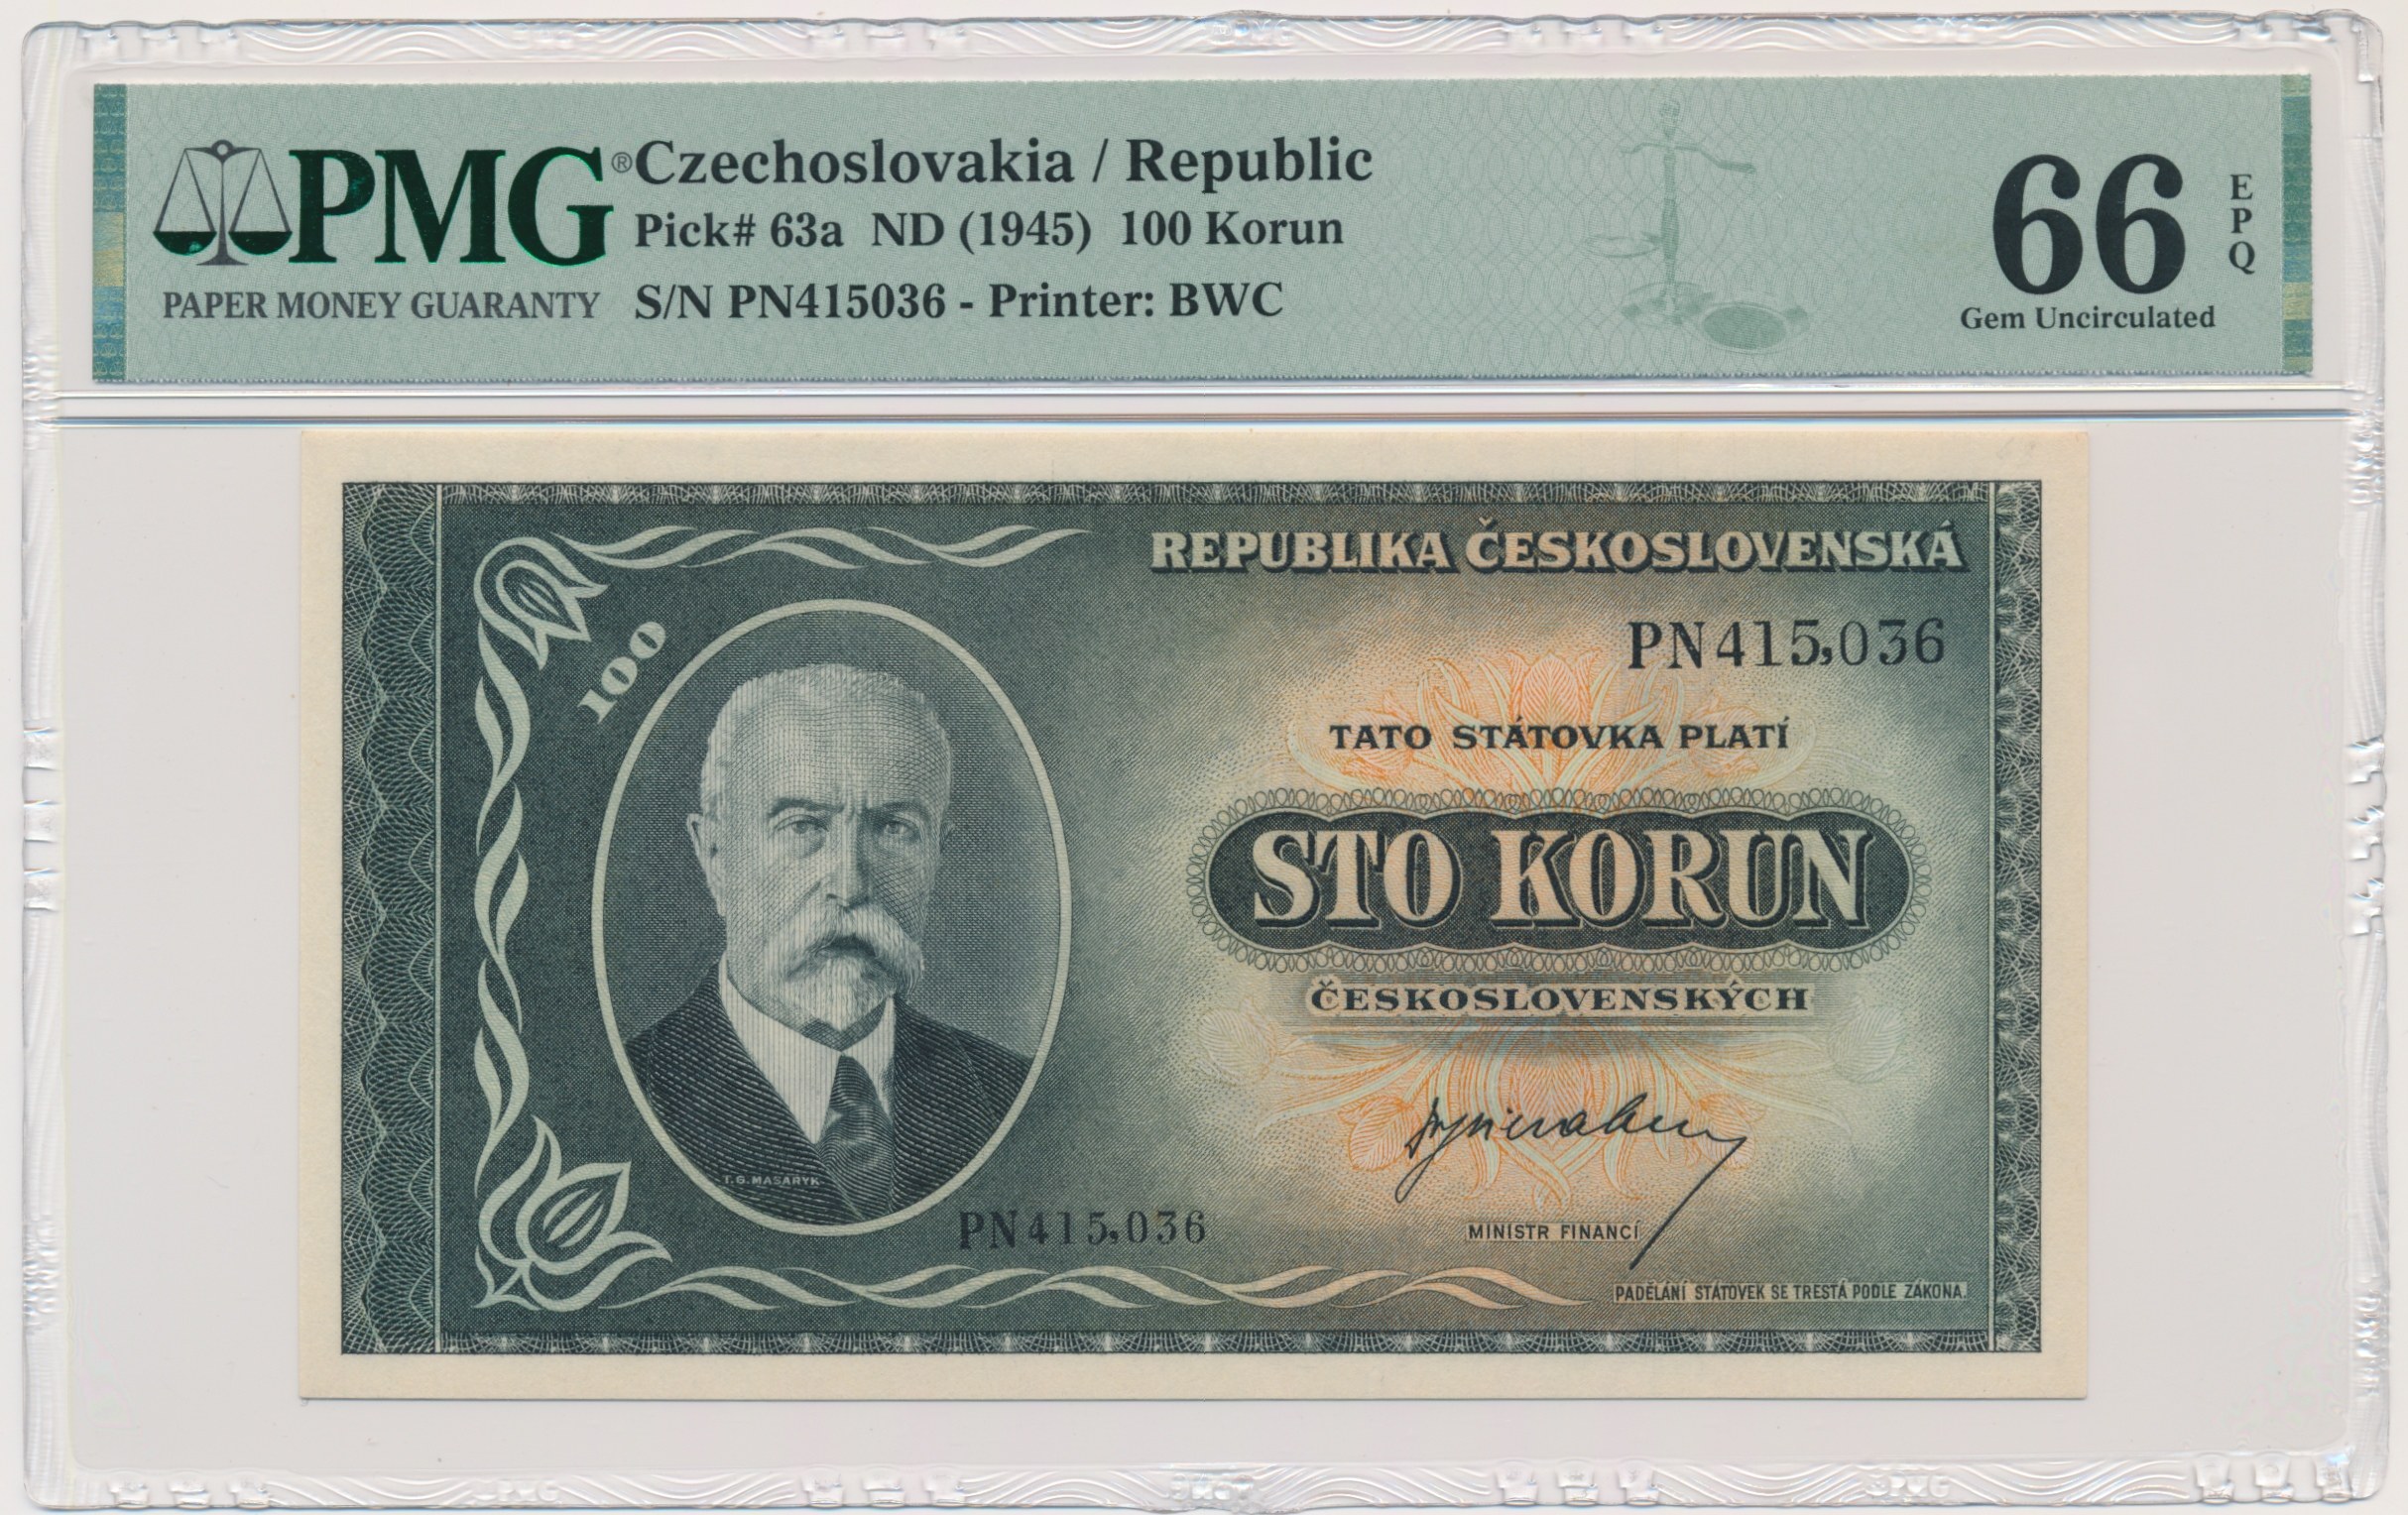 PMG®
PAPER MONEY GUARANTY
Czechoslovakia / Republic
Pick# 63a ND (1945) 100 Korun
S/N PN415036 - Printer: BWC
66
EPQ
Gem Uncirculated
REPUBLIKA ČESKOSLOVENSKÁ
100
PN415,036
TATO STÁTOVKA PLATÍ
STO KORUN
ČESKOSLOVENSKÝCH
T.G.MASARYK
PN415,036
MINISTR FINANCÍ
PADĚLÁNÍ STÁTOVEK SE TRESTÁ PODLE ZÁKONA.